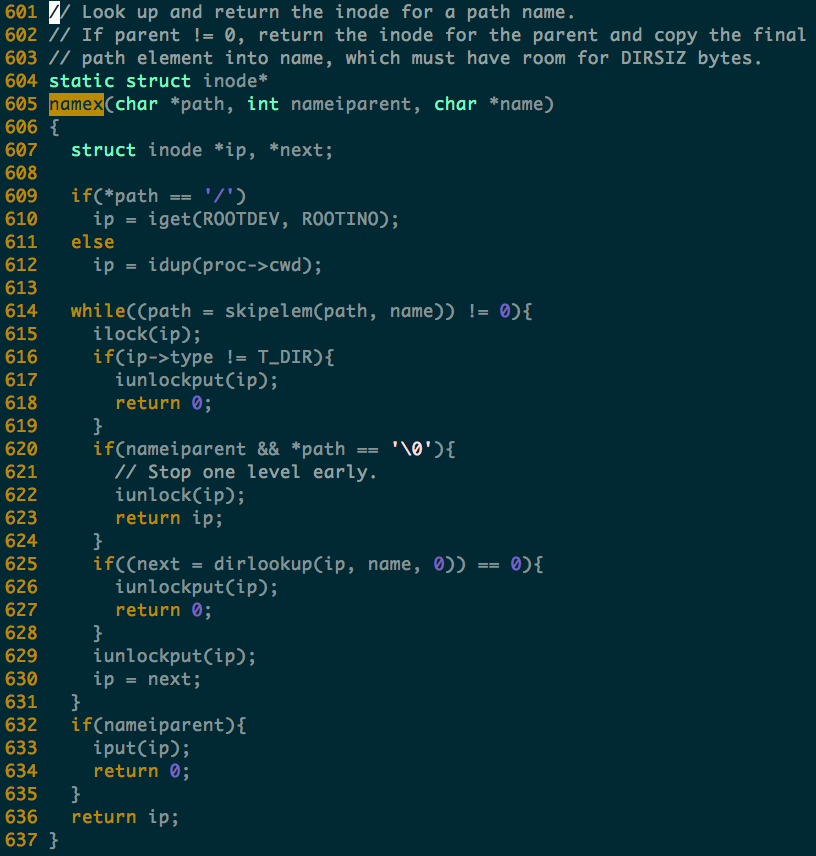 601 // Look up and return the inode for a path name.
602 // If parent != 0, return the inode for the parent and copy the final
603 // path element into name, which must have room for DIRSIZ bytes.
604 static struct inode*
605 namex(char *path, int nameiparent, char *name)
606 {
607   struct inode *ip, *next;
608
609   if(*path == '/')
610     ip = iget(ROOTDEV, ROOTINO);
611   else
612     ip = idup(proc->cwd);
613
614   while((path = skipelem(path, name)) != 0){
615     ilock(ip);
616     if(ip->type != T_DIR){
617       iunlockput(ip);
618       return 0;
619     }
620     if(nameiparent && *path == '\0'){
621       // Stop one level early.
622       iunlock(ip);
623       return ip;
624     }
625     if((next = dirlookup(ip, name, 0)) == 0){
626       iunlockput(ip);
627       return 0;
628     }
629     iunlockput(ip);
630     ip = next;
631   }
632   if(nameiparent){
633     iput(ip);
634     return 0;
635   }
636   return ip;
637 }